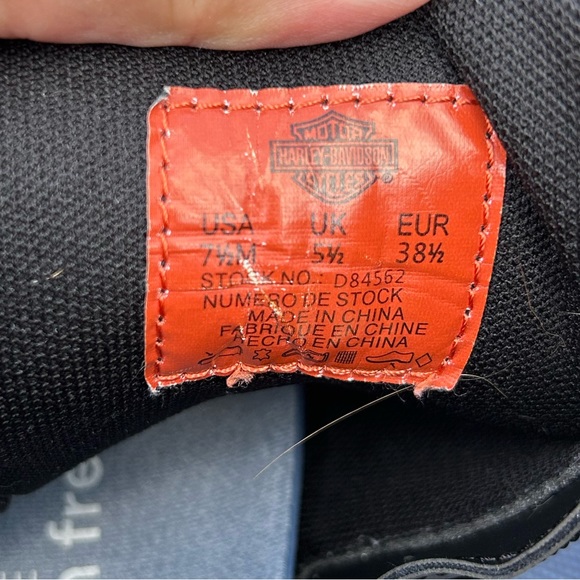 MOTOR
HARLEY-DAVIDSON
CYCLES
®
USA UK EUR
7½M 5½ 38½
STOCK NO.: D84562
NUMERO DE STOCK
MADE IN CHINA
FABRIQUE EN CHINE
HECHO EN CHINA
n fre